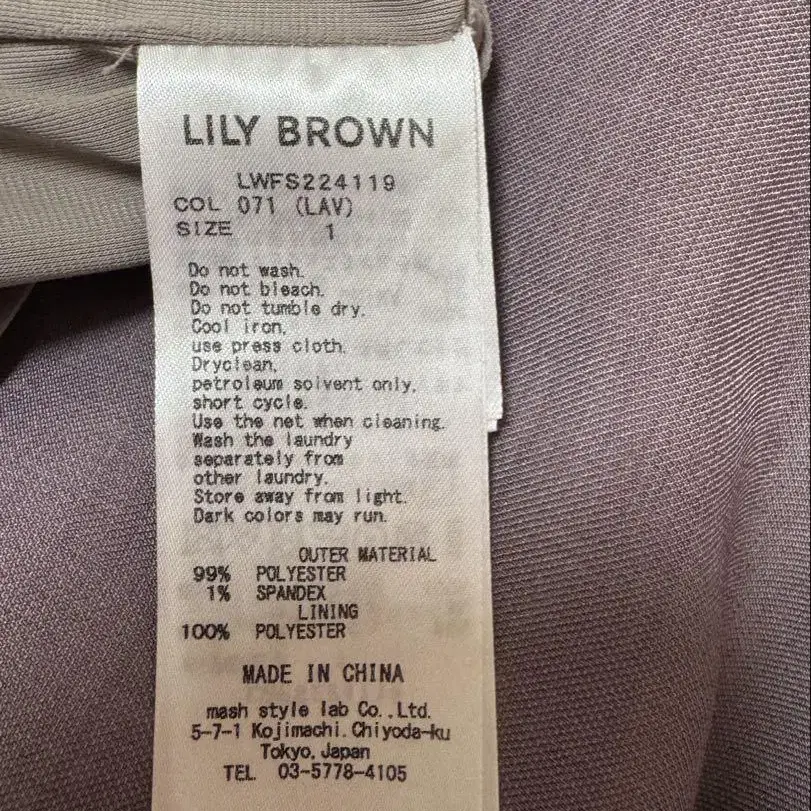 LILY BROWN
LWFS224119
COL 071 (LAV)
SIZE 1
Do not wash.
Do not bleach.
Do not tumble dry.
Cool iron,
use press cloth.
Dryclean,
petroleum solvent only,
short cycle.
Use the net when cleaning.
Wash the laundry
separately from
other laundry.
Store away from light.
Dark colors may run.
OUTER MATERIAL
99% POLYESTER
1% SPANDEX
LINING
100% POLYESTER
MADE IN CHINA
mash style lab Co.,Ltd.
5-7-1 Kojimachi.Chiyoda-ku
Tokyo,Japan
TEL 03-5778-4105